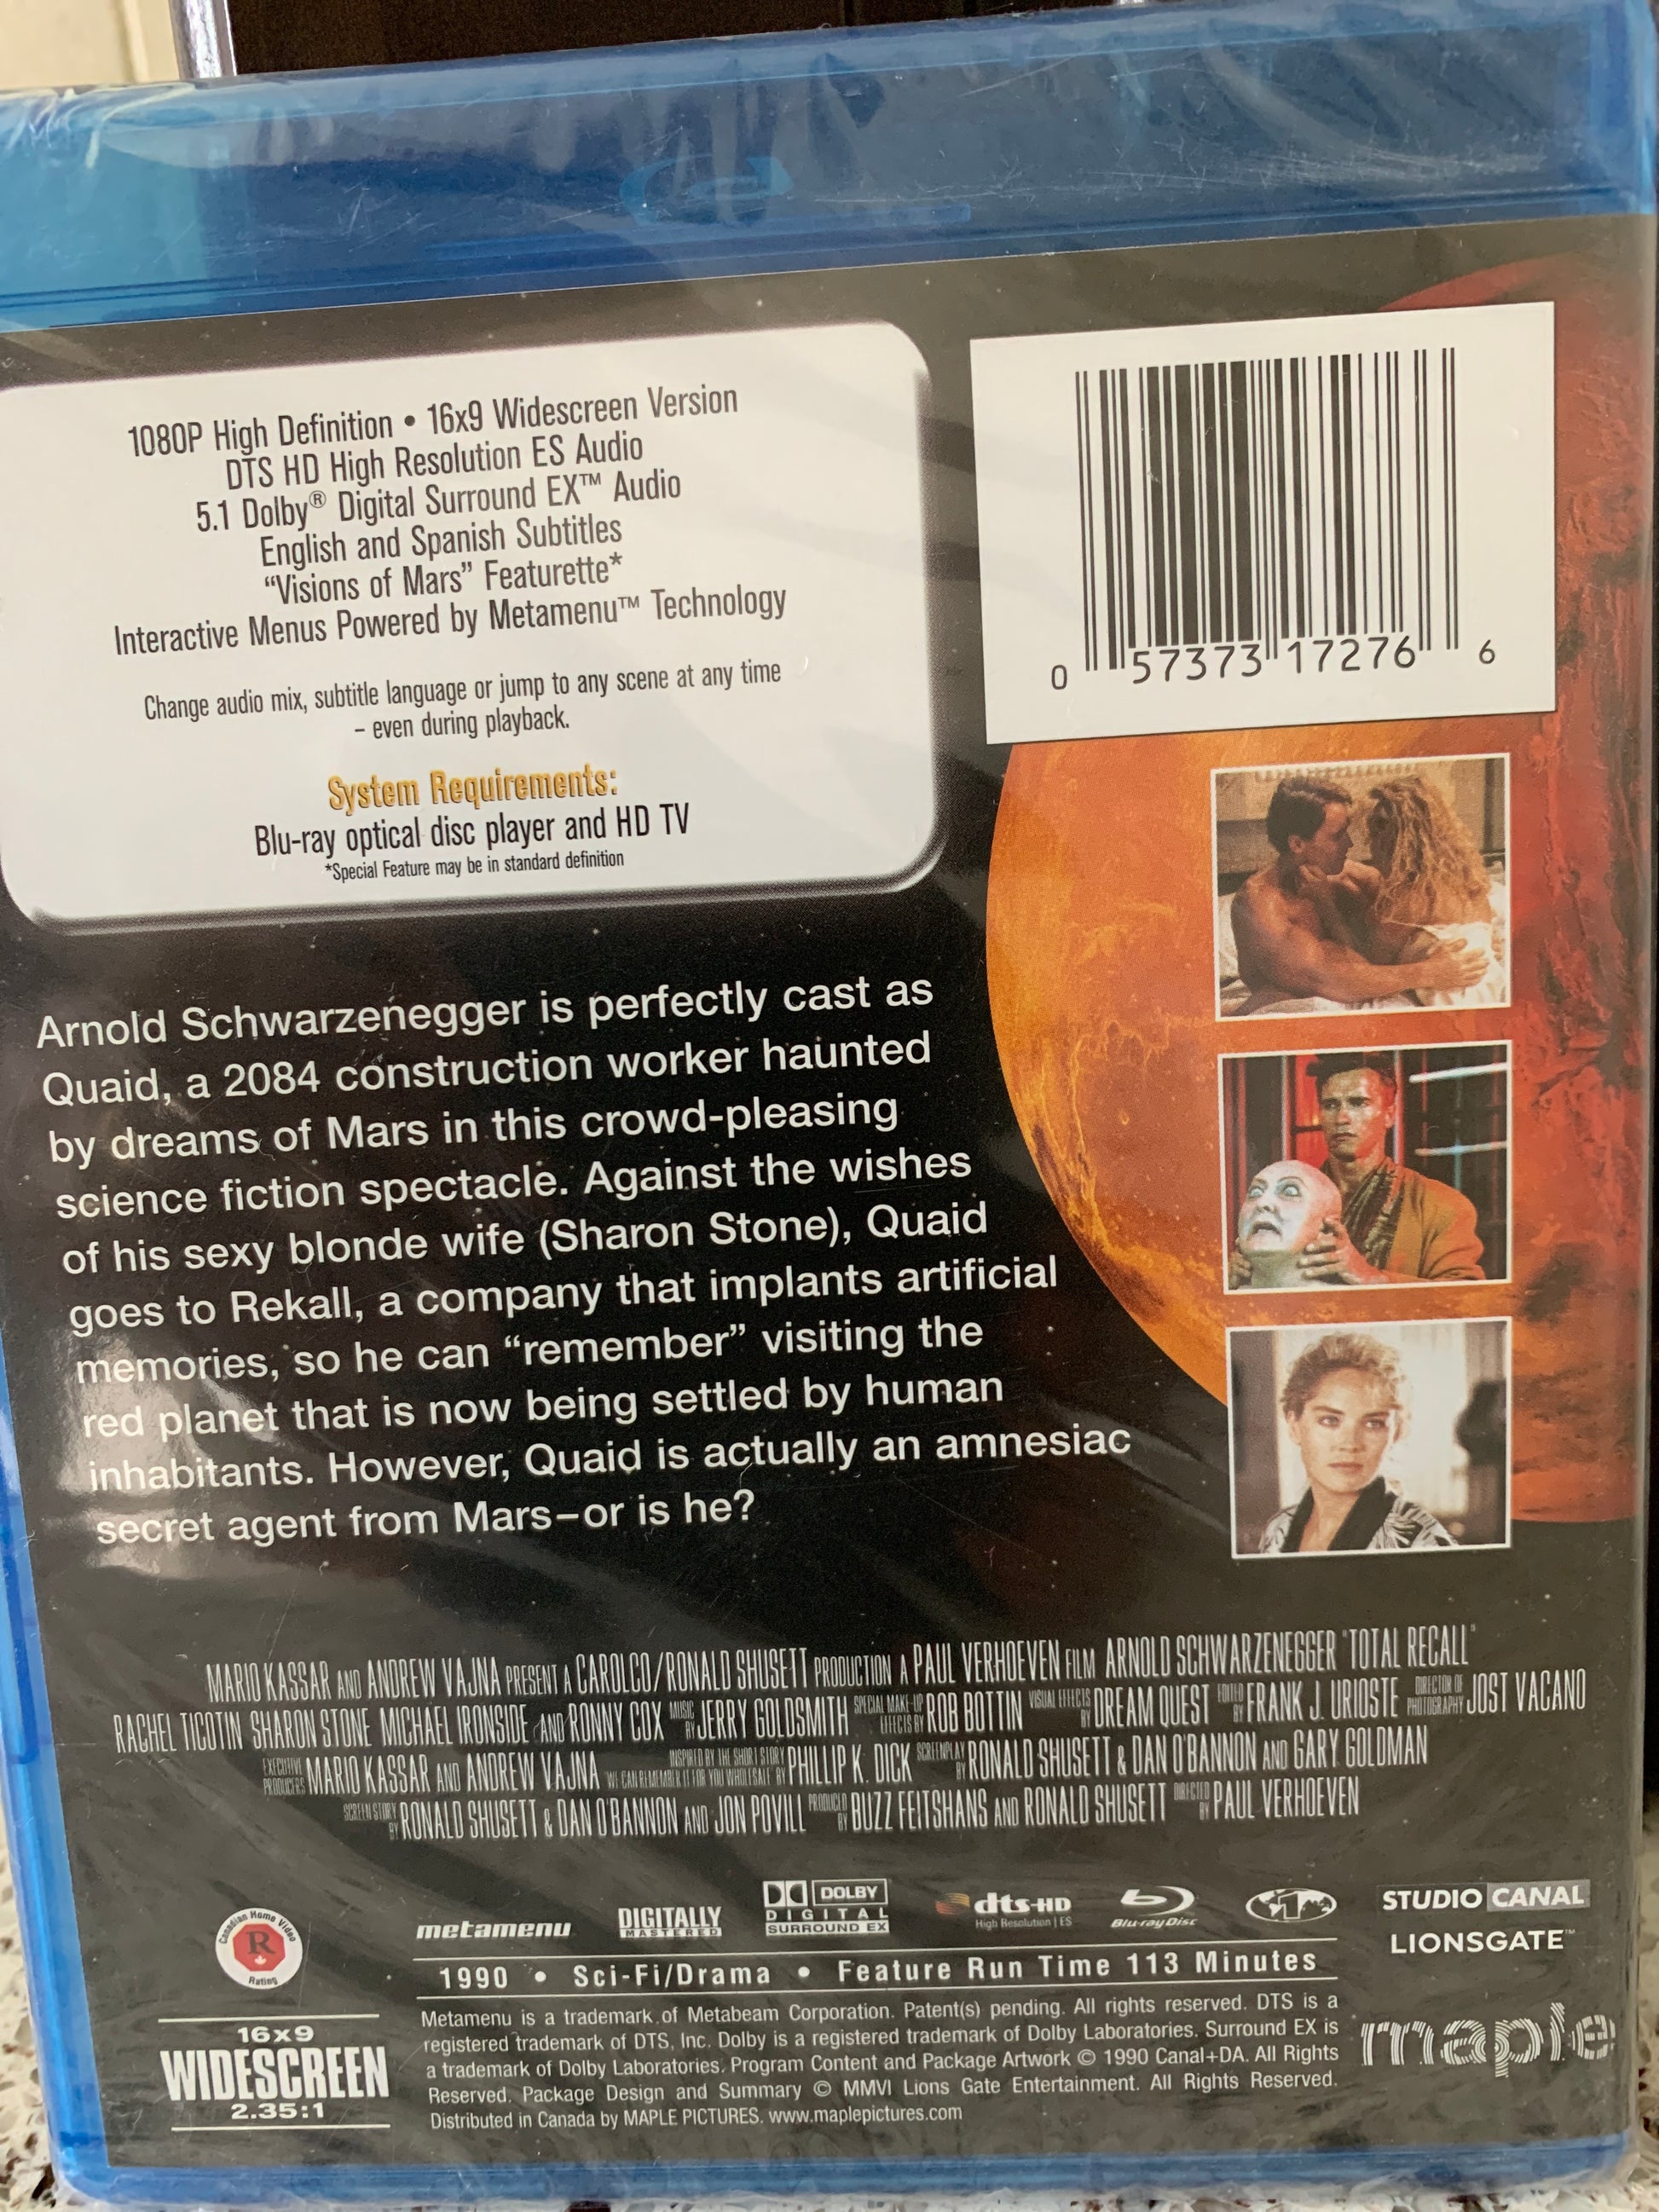 1080P High Definition • 16x9 Widescreen Version
DTS HD High Resolution ES Audio
5.1 Dolby® Digital Surround EX™ Audio
English and Spanish Subtitles
“Visions of Mars” Featurette*
Interactive Menus Powered by Metamenu™ Technology
Change audio mix, subtitle language or jump to any scene at any time
– even during playback.
System Requirements:
Blu-ray optical disc player and HD TV
*Special Feature may be in standard definition
0 57373 17276 6
Arnold Schwarzenegger is perfectly cast as
Quaid, a 2084 construction worker haunted
by dreams of Mars in this crowd-pleasing
science fiction spectacle. Against the wishes
of his sexy blonde wife (Sharon Stone), Quaid
goes to Rekall, a company that implants artificial
memories, so he can “remember” visiting the
red planet that is now being settled by human
inhabitants. However, Quaid is actually an amnesiac
secret agent from Mars–or is he?
MARIO KASSAR AND ANDREW VAJNA PRESENT A CAROLCO/RONALD SHUSETT PRODUCTION A PAUL VERHOEVEN FILM ARNOLD SCHWARZENEGGER "TOTAL RECALL"
RACHEL TICOTIN SHARON STONE MICHAEL IRONSIDE AND RONNY COX MUSIC BY JERRY GOLDSMITH SPECIAL MAKE-UP EFFECTS BY ROB BOTTIN VISUAL EFFECTS BY DREAM QUEST EDITED BY FRANK J. URIOSTE DIRECTOR OF PHOTOGRAPHY JOST VACANO
EXECUTIVE PRODUCERS MARIO KASSAR AND ANDREW VAJNA INSPIRED BY THE SHORT STORY "WE CAN REMEMBER IT FOR YOU WHOLESALE" BY PHILLIP K. DICK SCREENPLAY BY RONALD SHUSETT & DAN O'BANNON AND GARY GOLDMAN
SCREEN STORY BY RONALD SHUSETT & DAN O'BANNON AND JON POVILL PRODUCED BY BUZZ FEITSHANS AND RONALD SHUSETT DIRECTED BY PAUL VERHOEVEN
Canadian Home Video
R
Rating
metamenu
DIGITALLY
MASTERED
DOLBY
DIGITAL
SURROUND EX
dts-HD
High Resolution | ES
Blu-ray Disc
1
STUDIO CANAL
LIONSGATE™
1990 • Sci-Fi/Drama • Feature Run Time 113 Minutes
16x9
WIDESCREEN
2.35:1
Metamenu is a trademark of Metabeam Corporation. Patent(s) pending. All rights reserved. DTS is a
registered trademark of DTS, Inc. Dolby is a registered trademark of Dolby Laboratories. Surround EX is
a trademark of Dolby Laboratories. Program Content and Package Artwork © 1990 Canal+DA. All Rights
Reserved. Package Design and Summary © MMVI Lions Gate Entertainment. All Rights Reserved.
Distributed in Canada by MAPLE PICTURES. www.maplepictures.com
maple